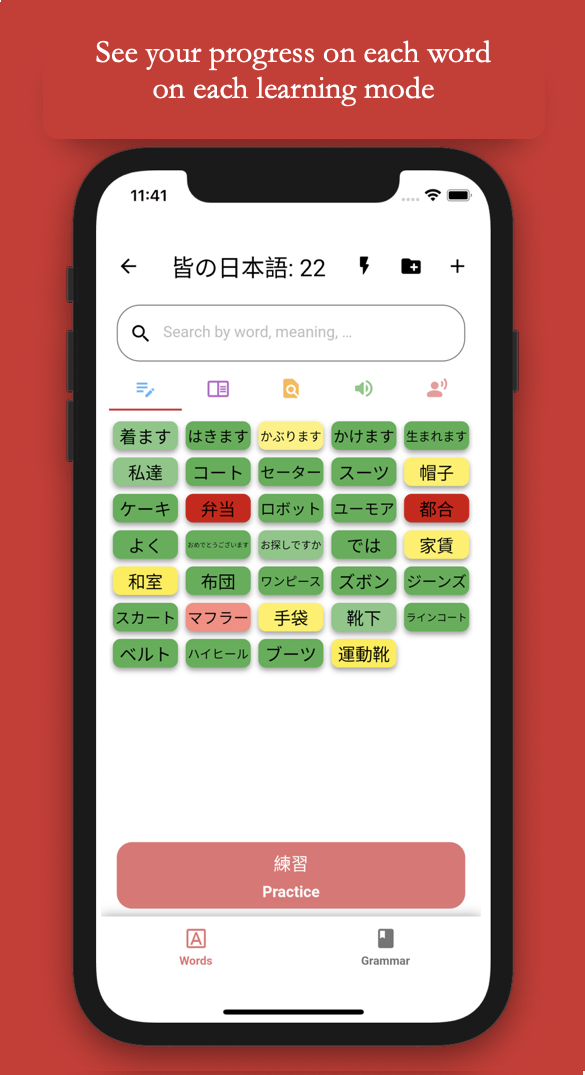 See your progress on each word
on each learning mode
11:41
皆の日本語: 22
Search by word, meaning, ...
着ます はきます かぶります かけます 生まれます
私達 コート セーター スーツ 帽子
ケーキ 弁当 ロボット ユーモア 都合
よく おめでとうございます お探しですか では 家賃
和室 布団 ワンピース ズボン ジーンズ
スカート マフラー 手袋 靴下 ラインコート
ベルト ハイヒール ブーツ 運動靴
練習
Practice
Words Grammar